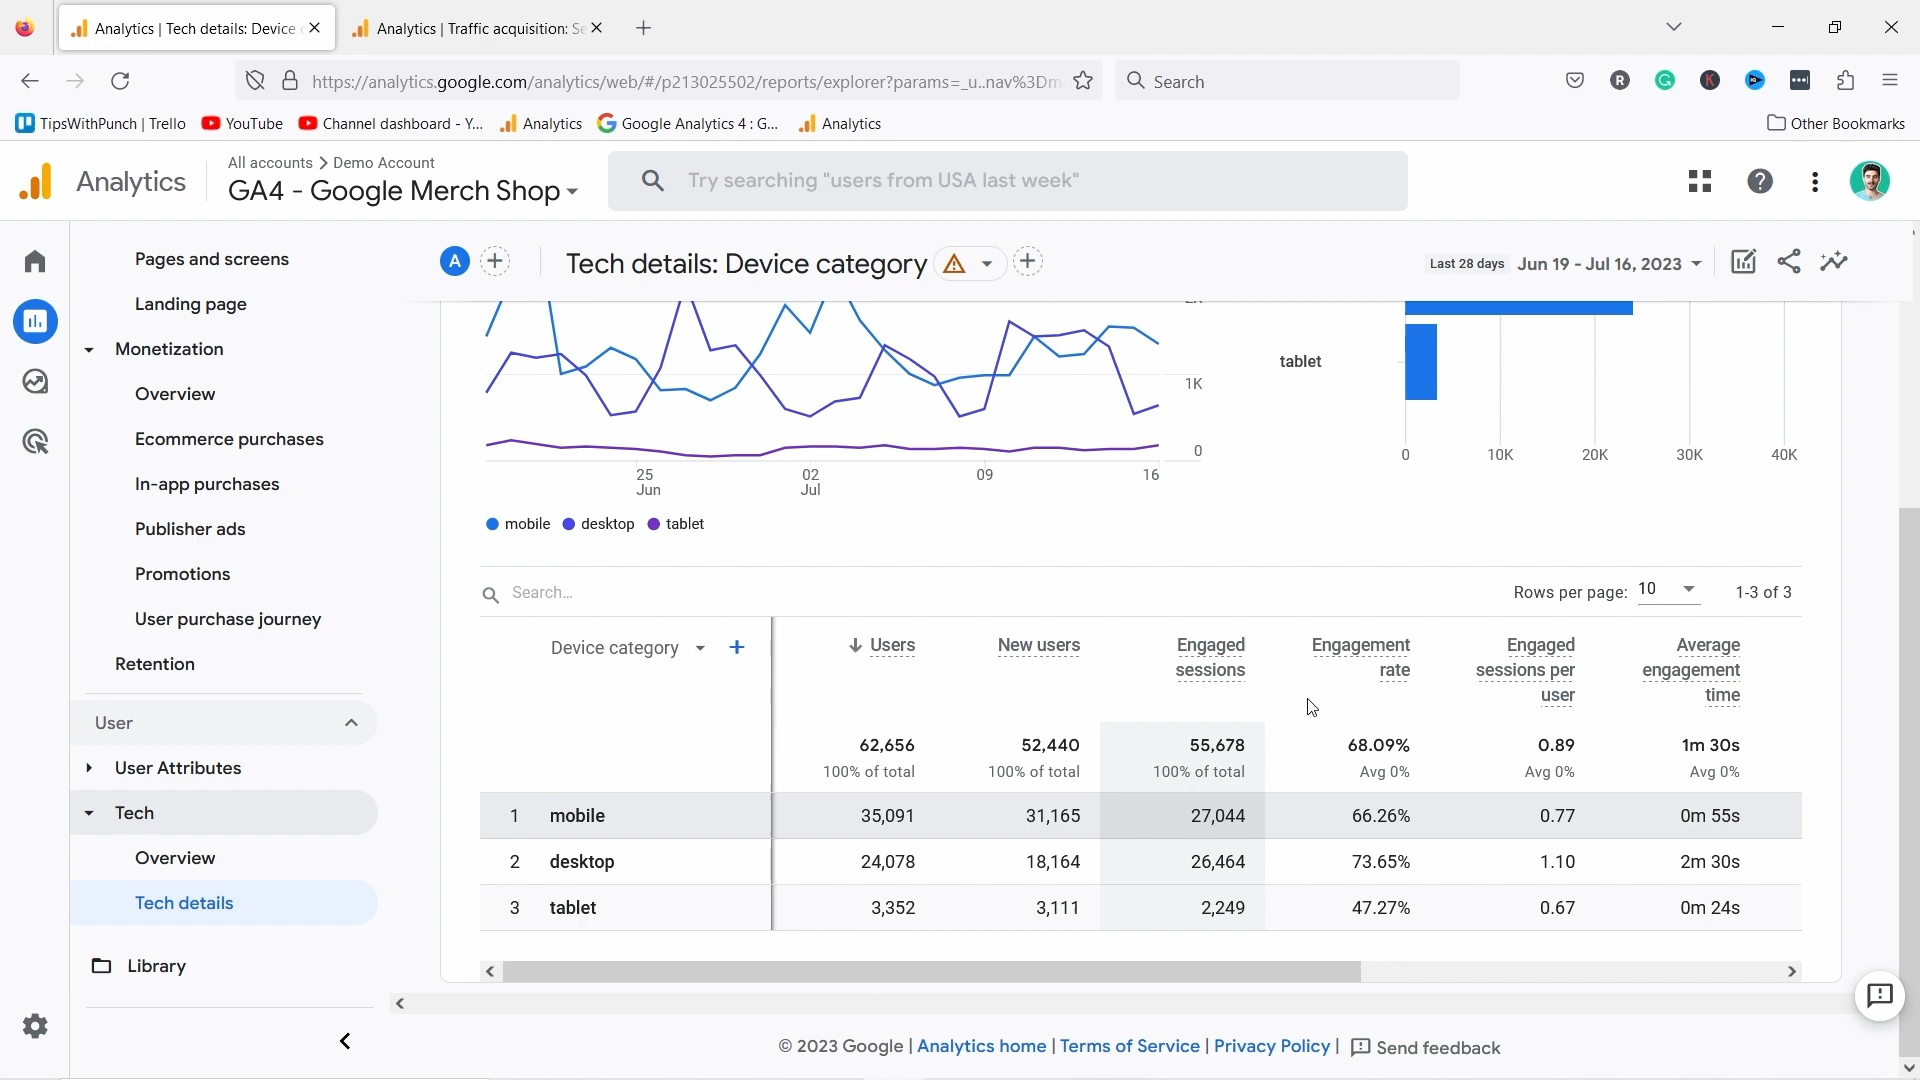 Analytics | Tech details: Device c
Analytics | Traffic acquisition: Se
https://analytics.google.com/analytics/web/#/p213025502/reports/explorer?params=_u..nav%3Dm
Search
TipsWithPunch | Trello
YouTube
Channel dashboard - Y...
Analytics
Google Analytics 4 : G...
Analytics
Other Bookmarks
Analytics
All accounts > Demo Account
GA4 - Google Merch Shop
Try searching "users from USA last week"
Pages and screens
Landing page
Monetization
Overview
Ecommerce purchases
In-app purchases
Publisher ads
Promotions
User purchase journey
Retention
User
User Attributes
Tech
Overview
Tech details
Library
A
Tech details: Device category
Last 28 days Jun 19 - Jul 16, 2023
2K
1K
0
25
Jun
02
Jul
09
16
mobile desktop tablet
tablet
0 10K 20K 30K 40K
Search...
Rows per page: 10 1-3 of 3
Device category
Users
New users
Engaged
sessions
Engagement
rate
Engaged
sessions per
user
Average
engagement
time
62,656 52,440 55,678 68.09% 0.89 1m 30s
100% of total 100% of total 100% of total Avg 0% Avg 0% Avg 0%
1 mobile 35,091 31,165 27,044 66.26% 0.77 0m 55s
2 desktop 24,078 18,164 26,464 73.65% 1.10 2m 30s
3 tablet 3,352 3,111 2,249 47.27% 0.67 0m 24s
© 2023 Google | Analytics home | Terms of Service | Privacy Policy | Send feedback